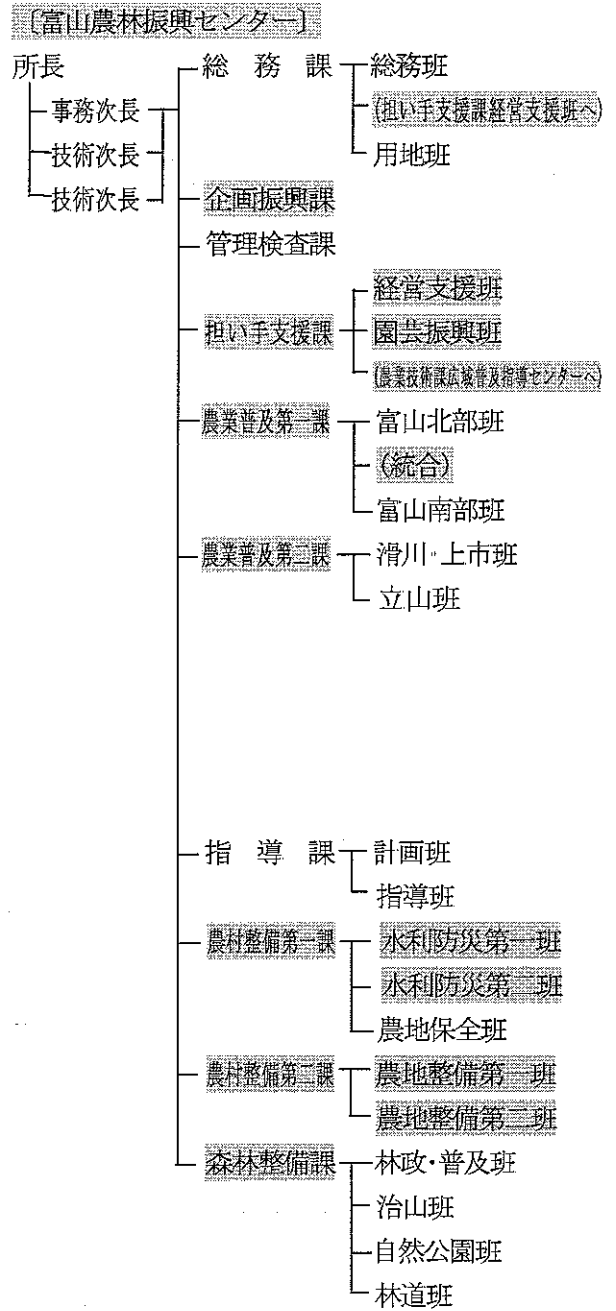 〔富山農林振興センター〕
所長
総務課 総務班
事務次長 (担い手支援課経営支援班へ)
技術次長 用地班
技術次長 企画振興課
管理検査課
経営支援班
担い手支援課 園芸振興班
(農業技術課広域普及指導センターへ)
農業普及第一課 富山北部班
(統合)
富山南部班
農業普及第二課 滑川・上市班
立山班
指導課 計画班
指導班
農村整備第一課 水利防災第一班
水利防災第二班
農地保全班
農村整備第二課 農地整備第一班
農地整備第二班
森林整備課 林政・普及班
治山班
自然公園班
林道班